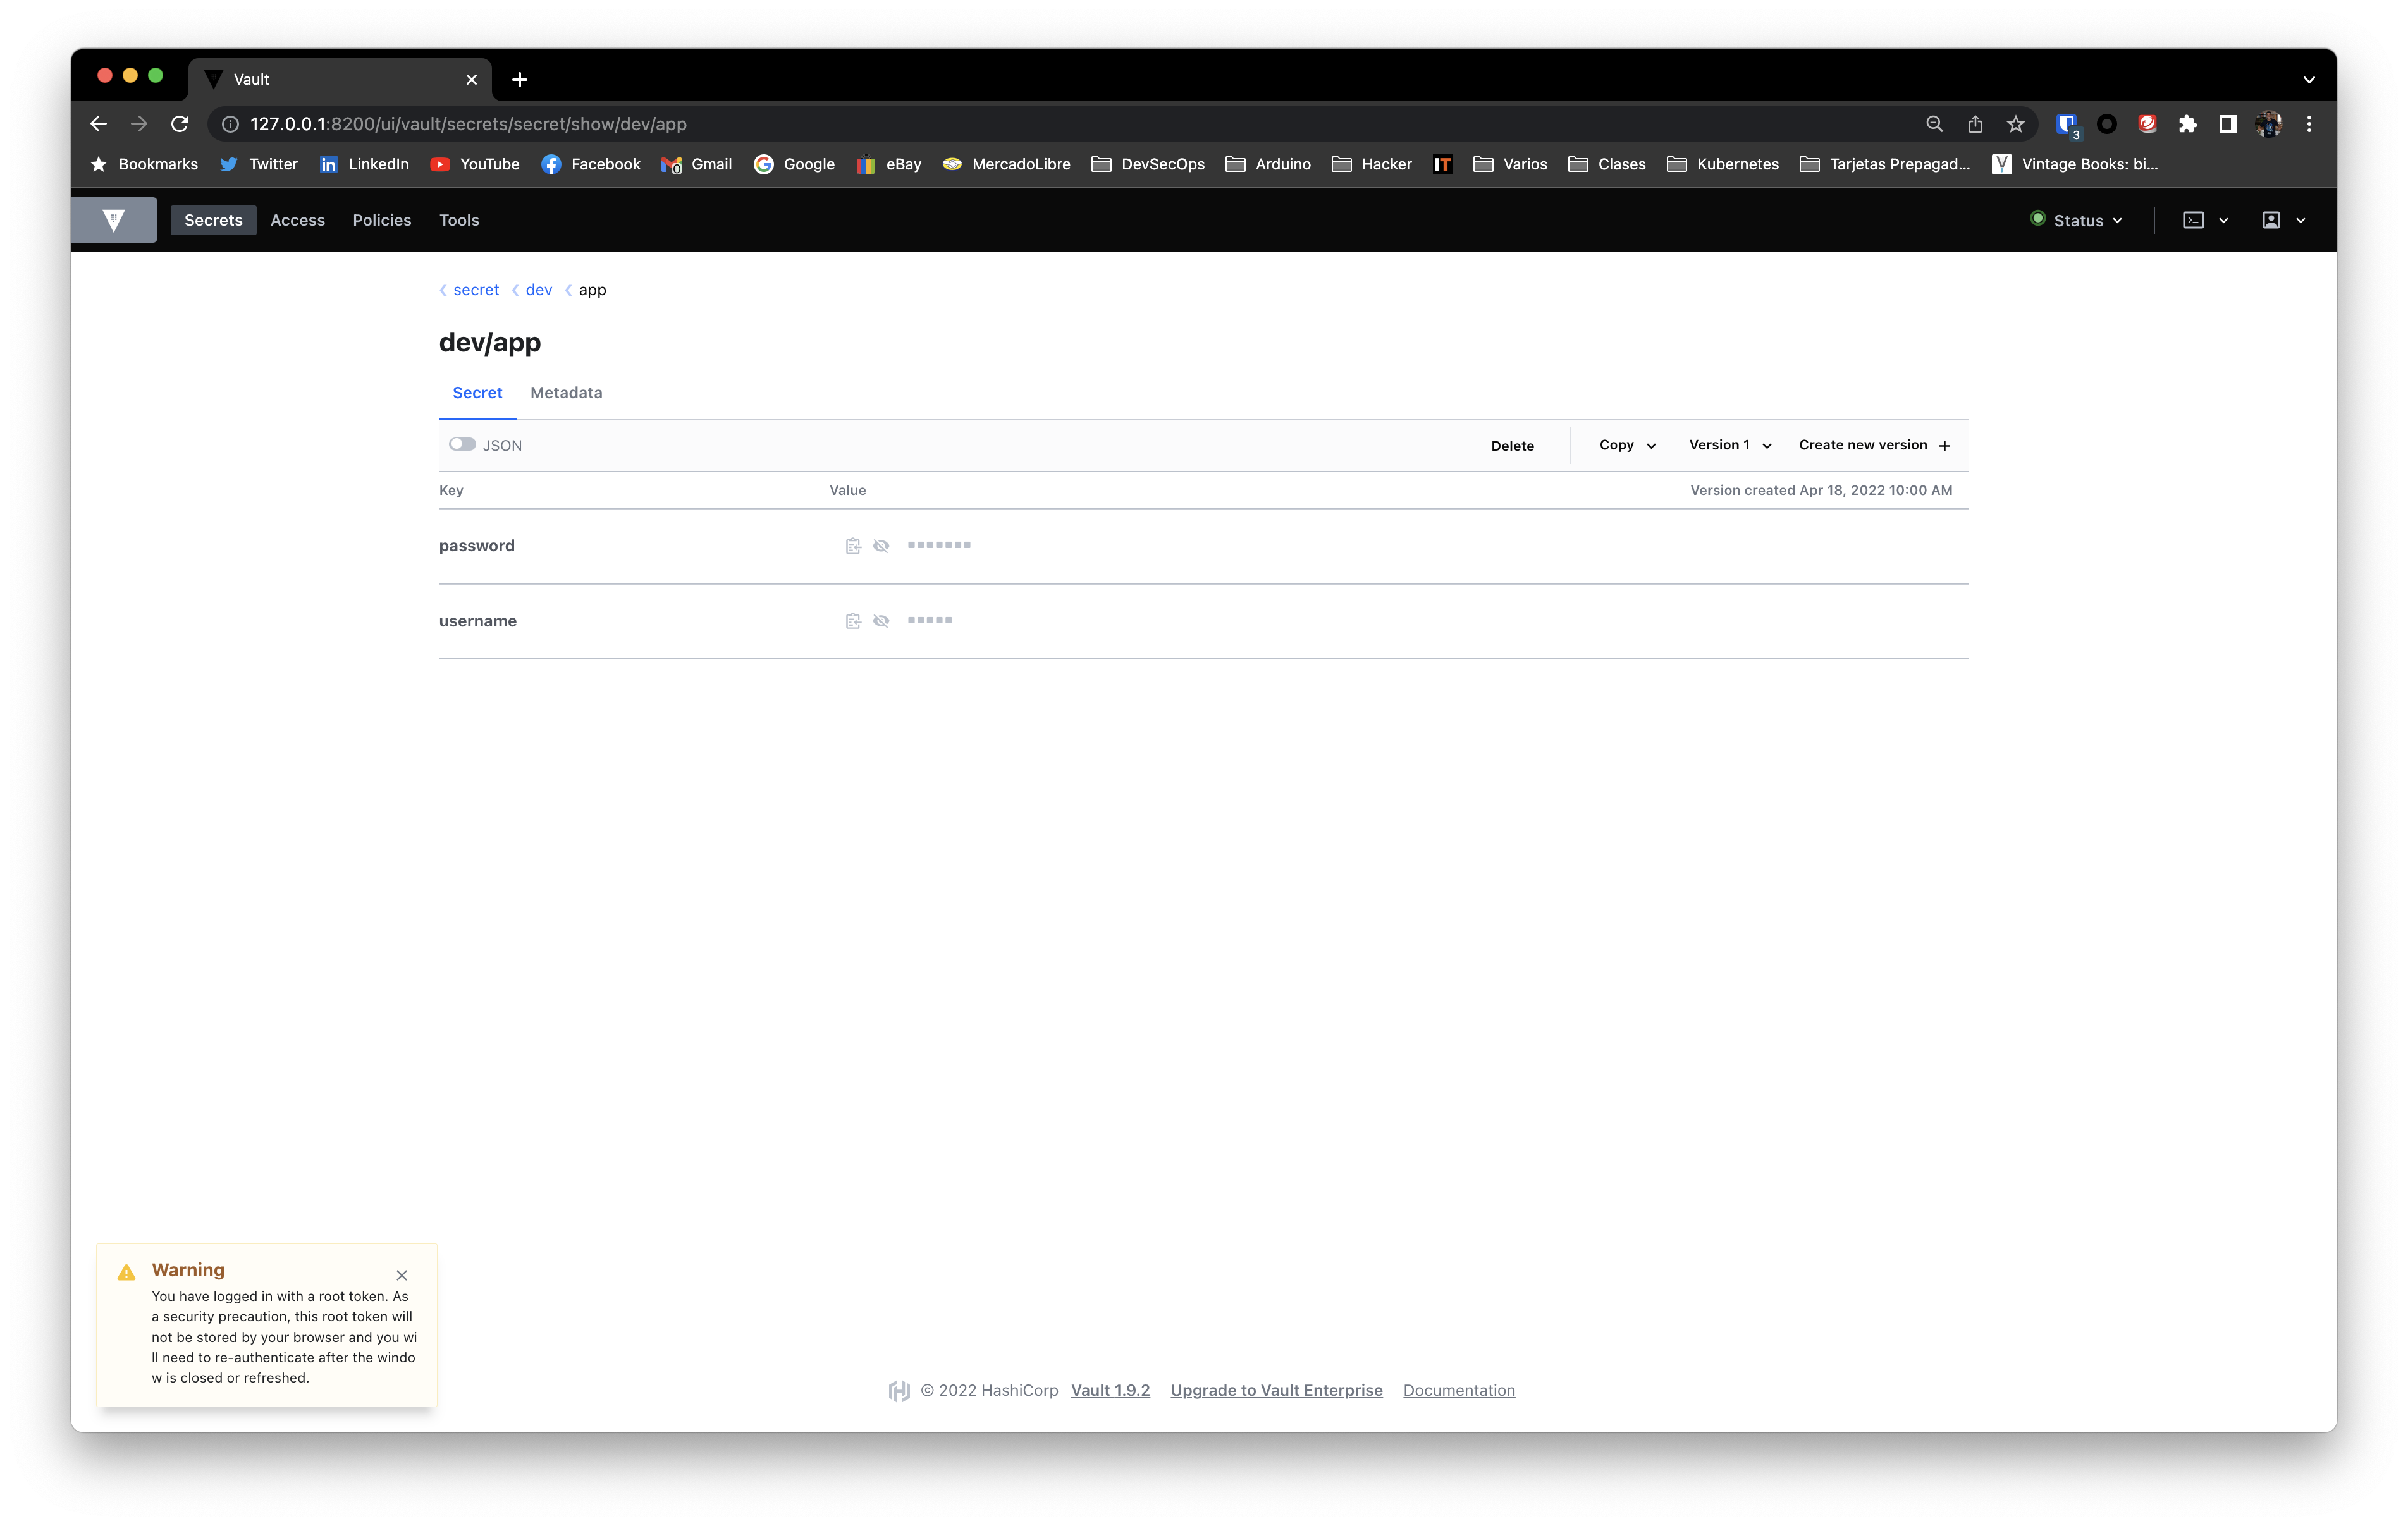 Vault
127.0.0.1:8200/ui/vault/secrets/secret/show/dev/app
3
Bookmarks Twitter LinkedIn YouTube Facebook Gmail Google eBay MercadoLibre DevSecOps Arduino Hacker IT Varios Clases Kubernetes Tarjetas Prepagad... Vintage Books: bi...
Secrets Access Policies Tools Status
secret dev app
dev/app
Secret Metadata
JSON Delete Copy Version 1 Create new version
Key Value Version created Apr 18, 2022 10:00 AM
password
username
Warning
You have logged in with a root token. As
a security precaution, this root token will
not be stored by your browser and you wi
ll need to re-authenticate after the windo
w is closed or refreshed.
© 2022 HashiCorp Vault 1.9.2 Upgrade to Vault Enterprise Documentation